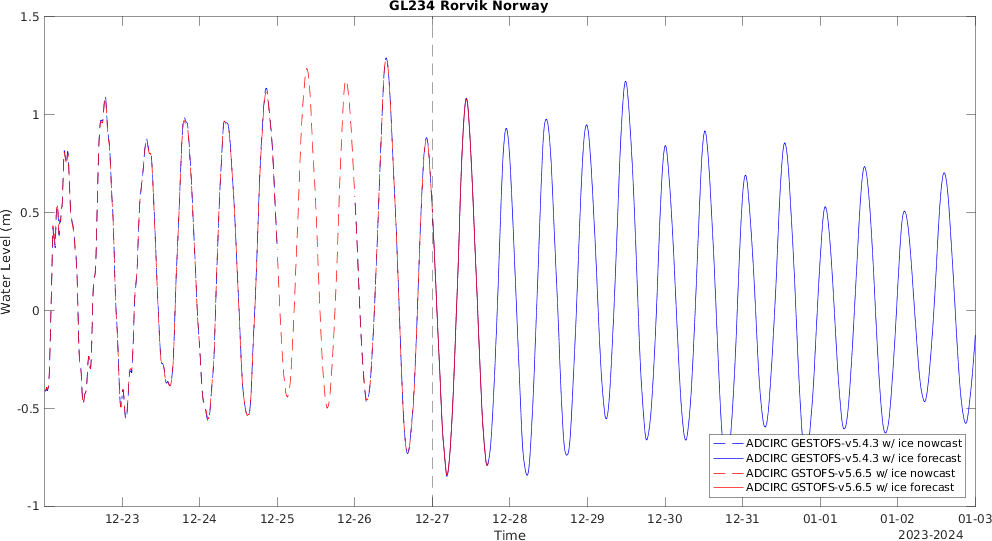 GL234 Rorvik Norway
1.5
1
0.5
0
-0.5
-1
Water Level (m)
12-23 12-24 12-25 12-26 12-27 12-28 12-29 12-30 12-31 01-01 01-02 01-03
Time
2023-2024
ADCIRC GESTOFS-v5.4.3 w/ ice nowcast
ADCIRC GESTOFS-v5.4.3 w/ ice forecast
ADCIRC GSTOFS-v5.6.5 w/ ice nowcast
ADCIRC GSTOFS-v5.6.5 w/ ice forecast